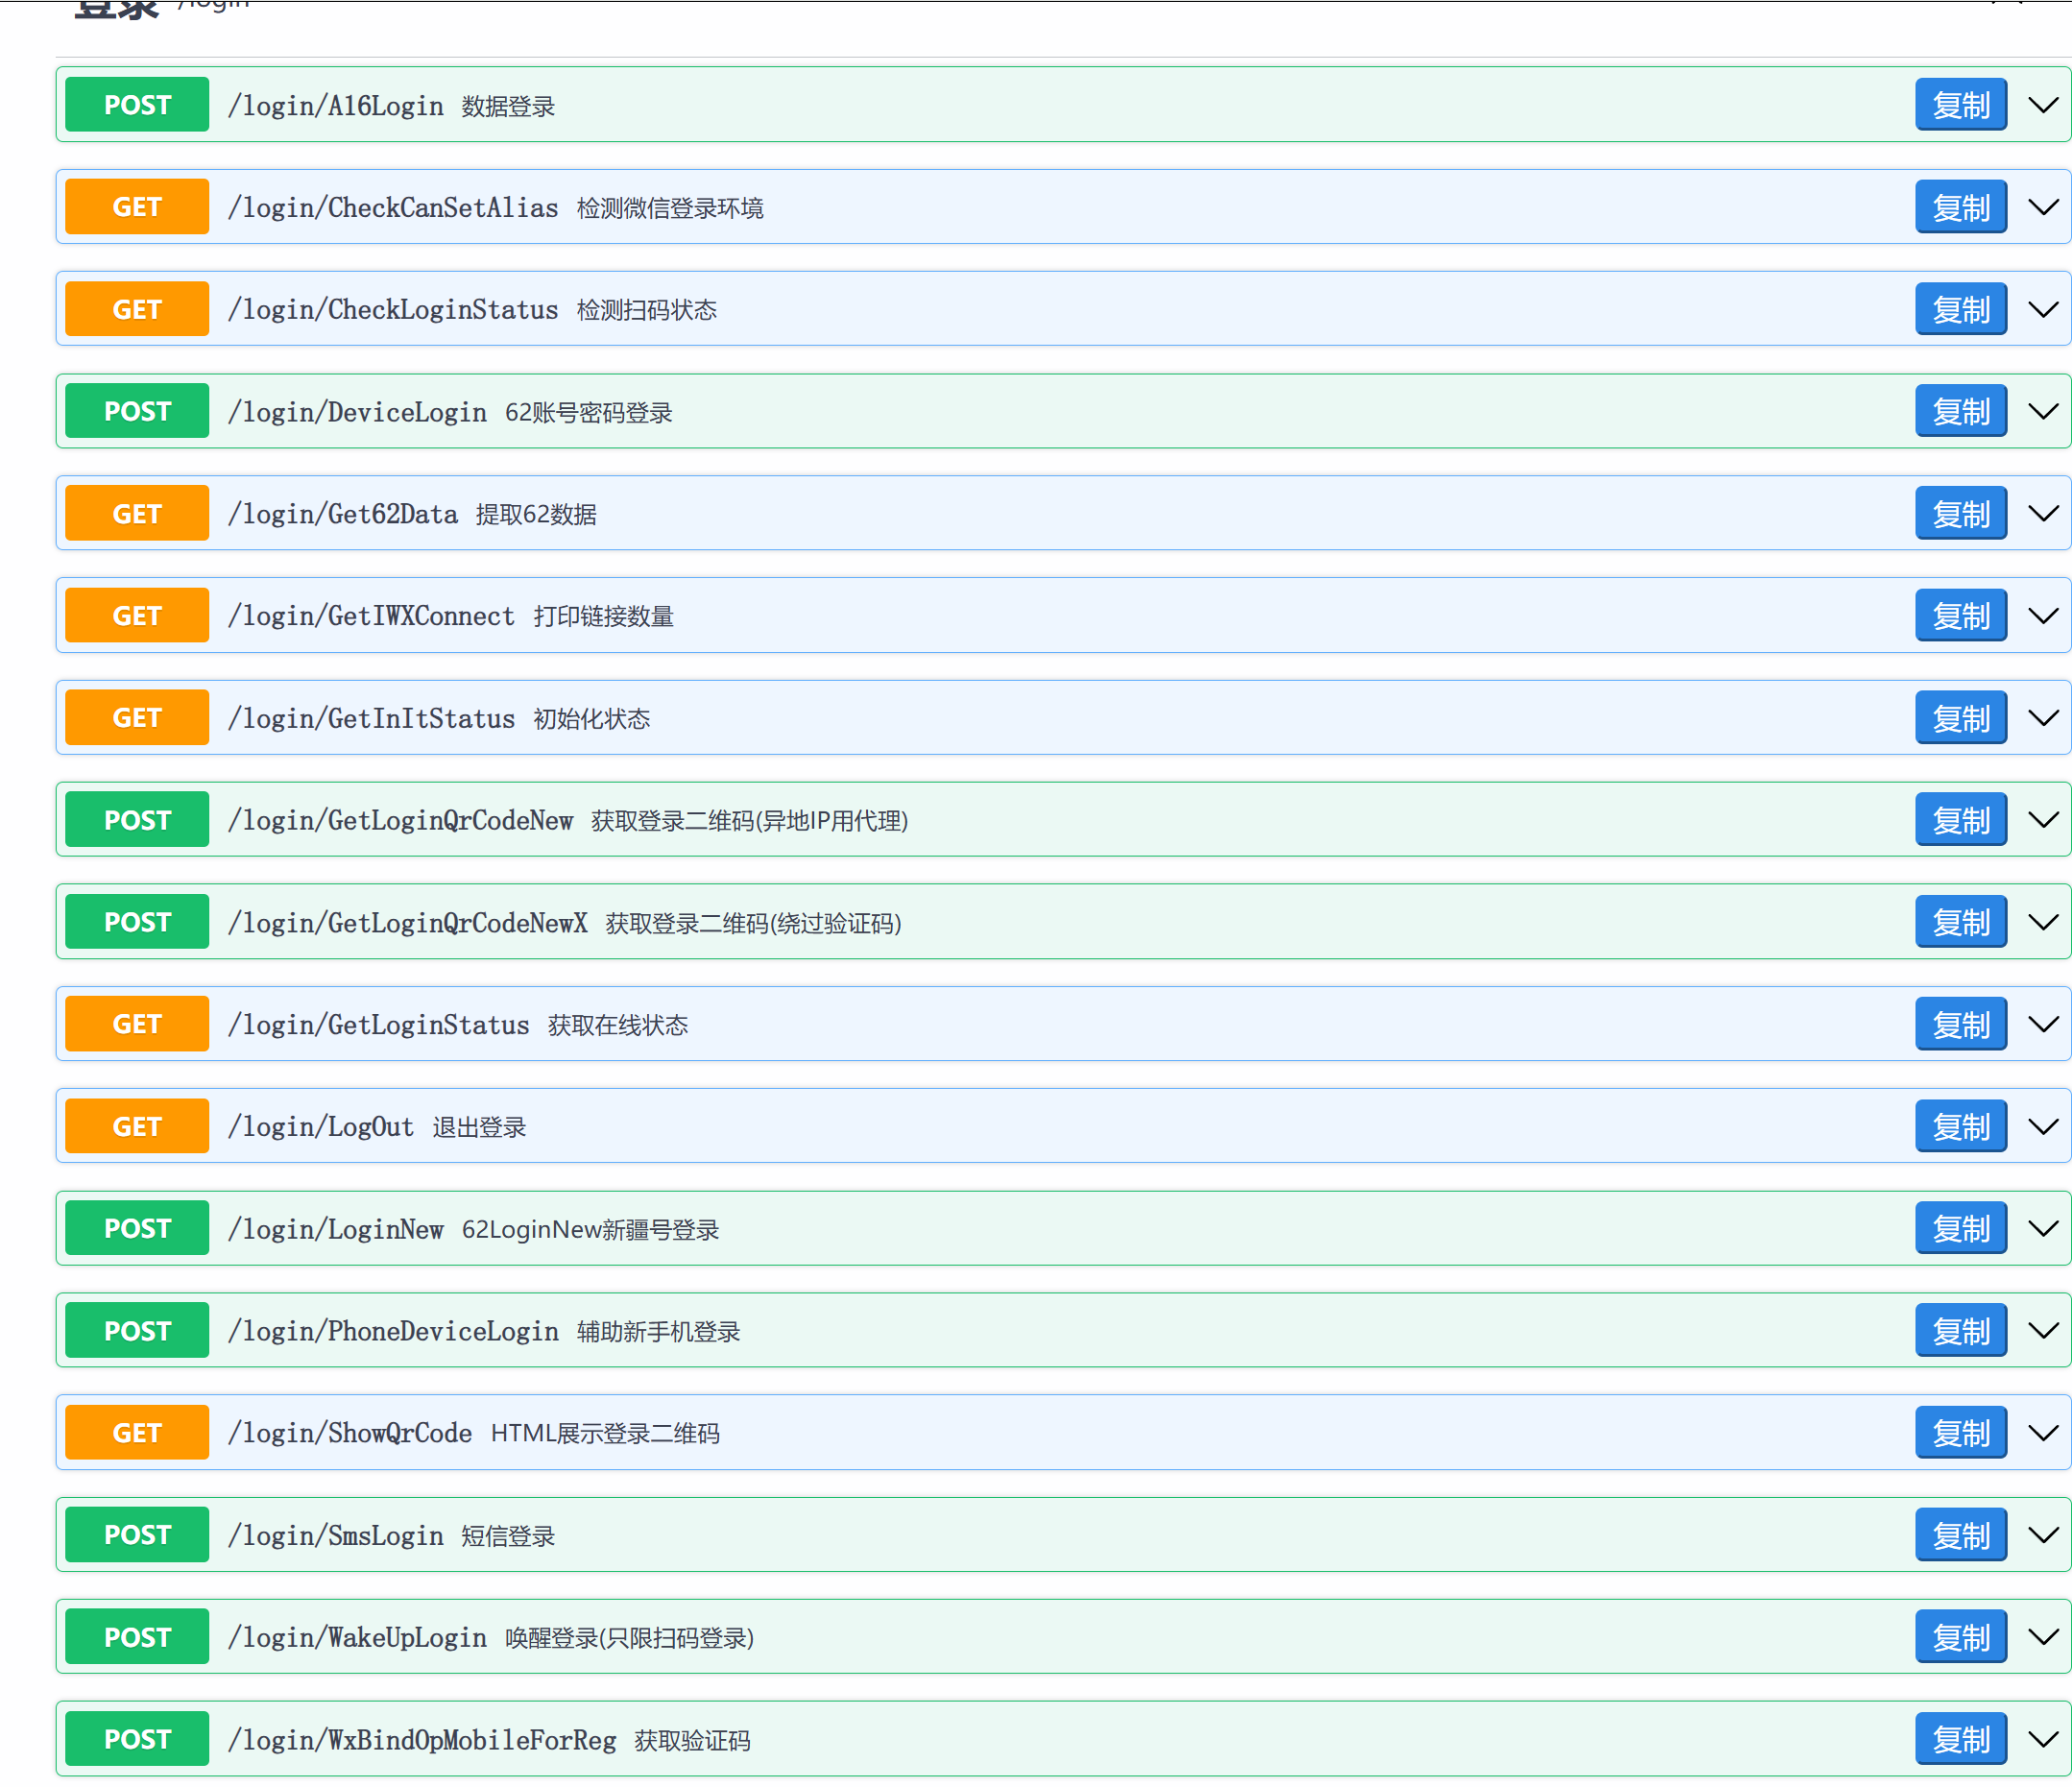 登录 /login
POST /login/A16Login 数据登录 复制
GET /login/CheckCanSetAlias 检测微信登录环境 复制
GET /login/CheckLoginStatus 检测扫码状态 复制
POST /login/DeviceLogin 62账号密码登录 复制
GET /login/Get62Data 提取62数据 复制
GET /login/GetIWXConnect 打印链接数量 复制
GET /login/GetInItStatus 初始化状态 复制
POST /login/GetLoginQrCodeNew 获取登录二维码(异地IP用代理) 复制
POST /login/GetLoginQrCodeNewX 获取登录二维码(绕过验证码) 复制
GET /login/GetLoginStatus 获取在线状态 复制
GET /login/LogOut 退出登录 复制
POST /login/LoginNew 62LoginNew新疆号登录 复制
POST /login/PhoneDeviceLogin 辅助新手机登录 复制
GET /login/ShowQrCode HTML展示登录二维码 复制
POST /login/SmsLogin 短信登录 复制
POST /login/WakeUpLogin 唤醒登录(只限扫码登录) 复制
POST /login/WxBindOpMobileForReg 获取验证码 复制